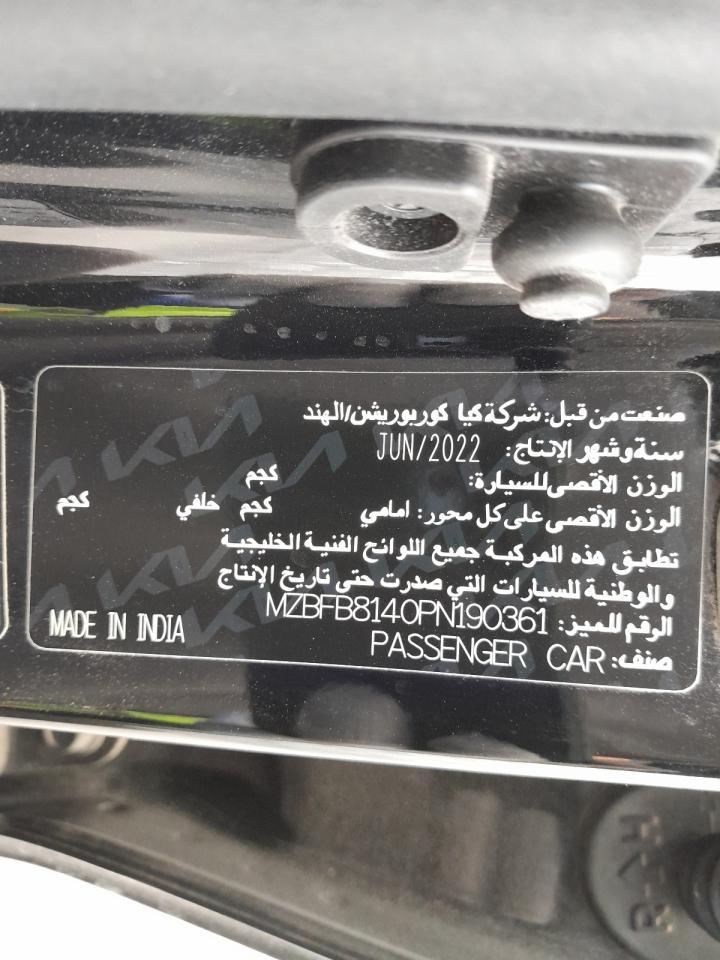 صنعت من قبل: شركة كيا كوربوريشن/الهند
سنة وشهر الإنتاج: JUN/2022
الوزن الأقصى للسيارة: كجم
الوزن الأقصى على كل محور: امامي كجم خلفي كجم
تطابق هذه المركبة جميع اللوائح الفنية الخليجية
والوطنية للسيارات التي صدرت حتى تاريخ الإنتاج
الرقم للميز: MZBFB8140PN190361
صنف: PASSENGER CAR
MADE IN INDIA